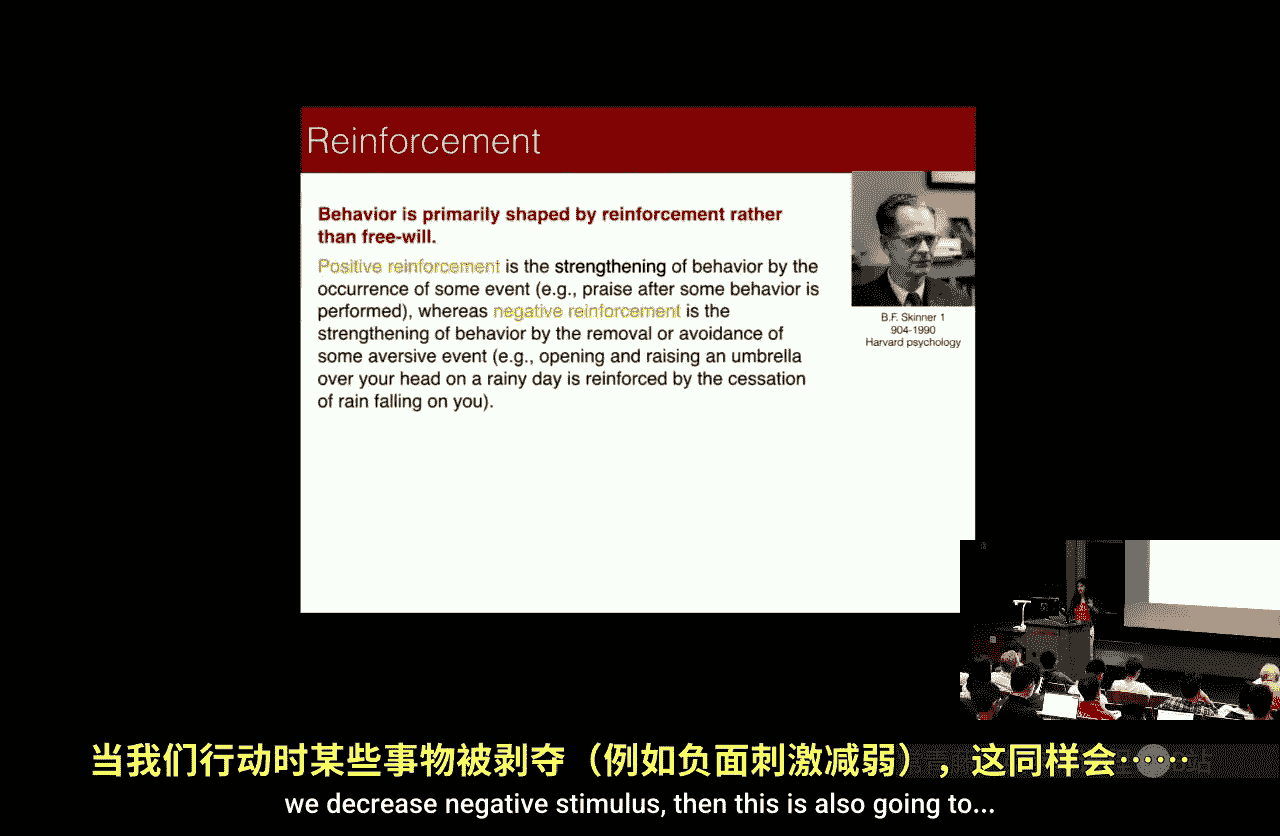 Reinforcement
Behavior is primarily shaped by reinforcement rather
than free-will.
Positive reinforcement is the strengthening of behavior by the
occurrence of some event (e.g., praise after some behavior is
performed), whereas negative reinforcement is the
strengthening of behavior by the removal or avoidance of
some aversive event (e.g., opening and raising an umbrella
over your head on a rainy day is reinforced by the cessation
of rain falling on you).
B.F. Skinner 1
904-1990
Harvard psychology
当我们行动时某些事物被剥夺（例如负面刺激减弱），这同样会……
we decrease negative stimulus, then this is also going to...